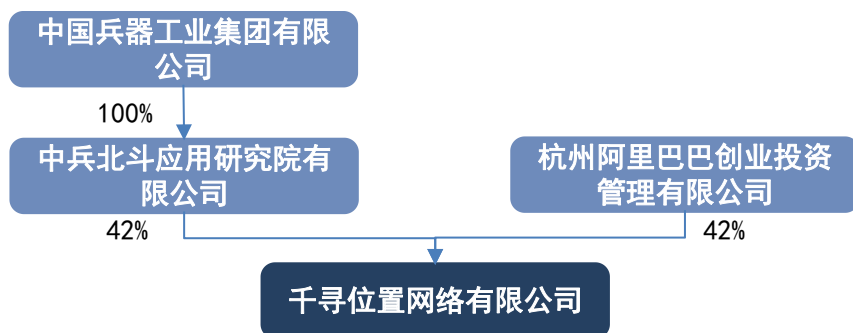 中国兵器工业集团有限
公司
100%
中兵北斗应用研究院有
限公司
杭州阿里巴巴创业投资
管理有限公司
42%
42%
千寻位置网络有限公司